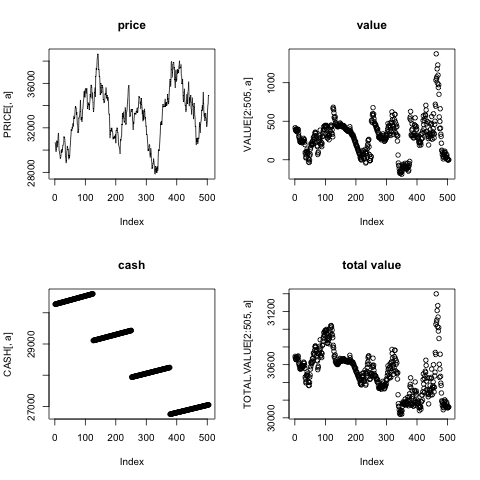 price
PRICE[, a]
28000 32000 36000
0 100 200 300 400 500
Index
value
VALUE[2:505, a]
0 500 1000
0 100 200 300 400 500
Index
cash
CASH[, a]
27000 29000
0 100 200 300 400 500
Index
total value
TOTAL.VALUE[2:505, a]
30000 30600 31200
0 100 200 300 400 500
Index